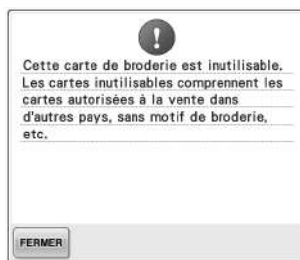 Cette carte de broderie est inutilisable.
Les cartes inutilisables comprennent les
cartes autorisées à la vente dans
d'autres pays, sans motif de broderie,
etc.
FERMER